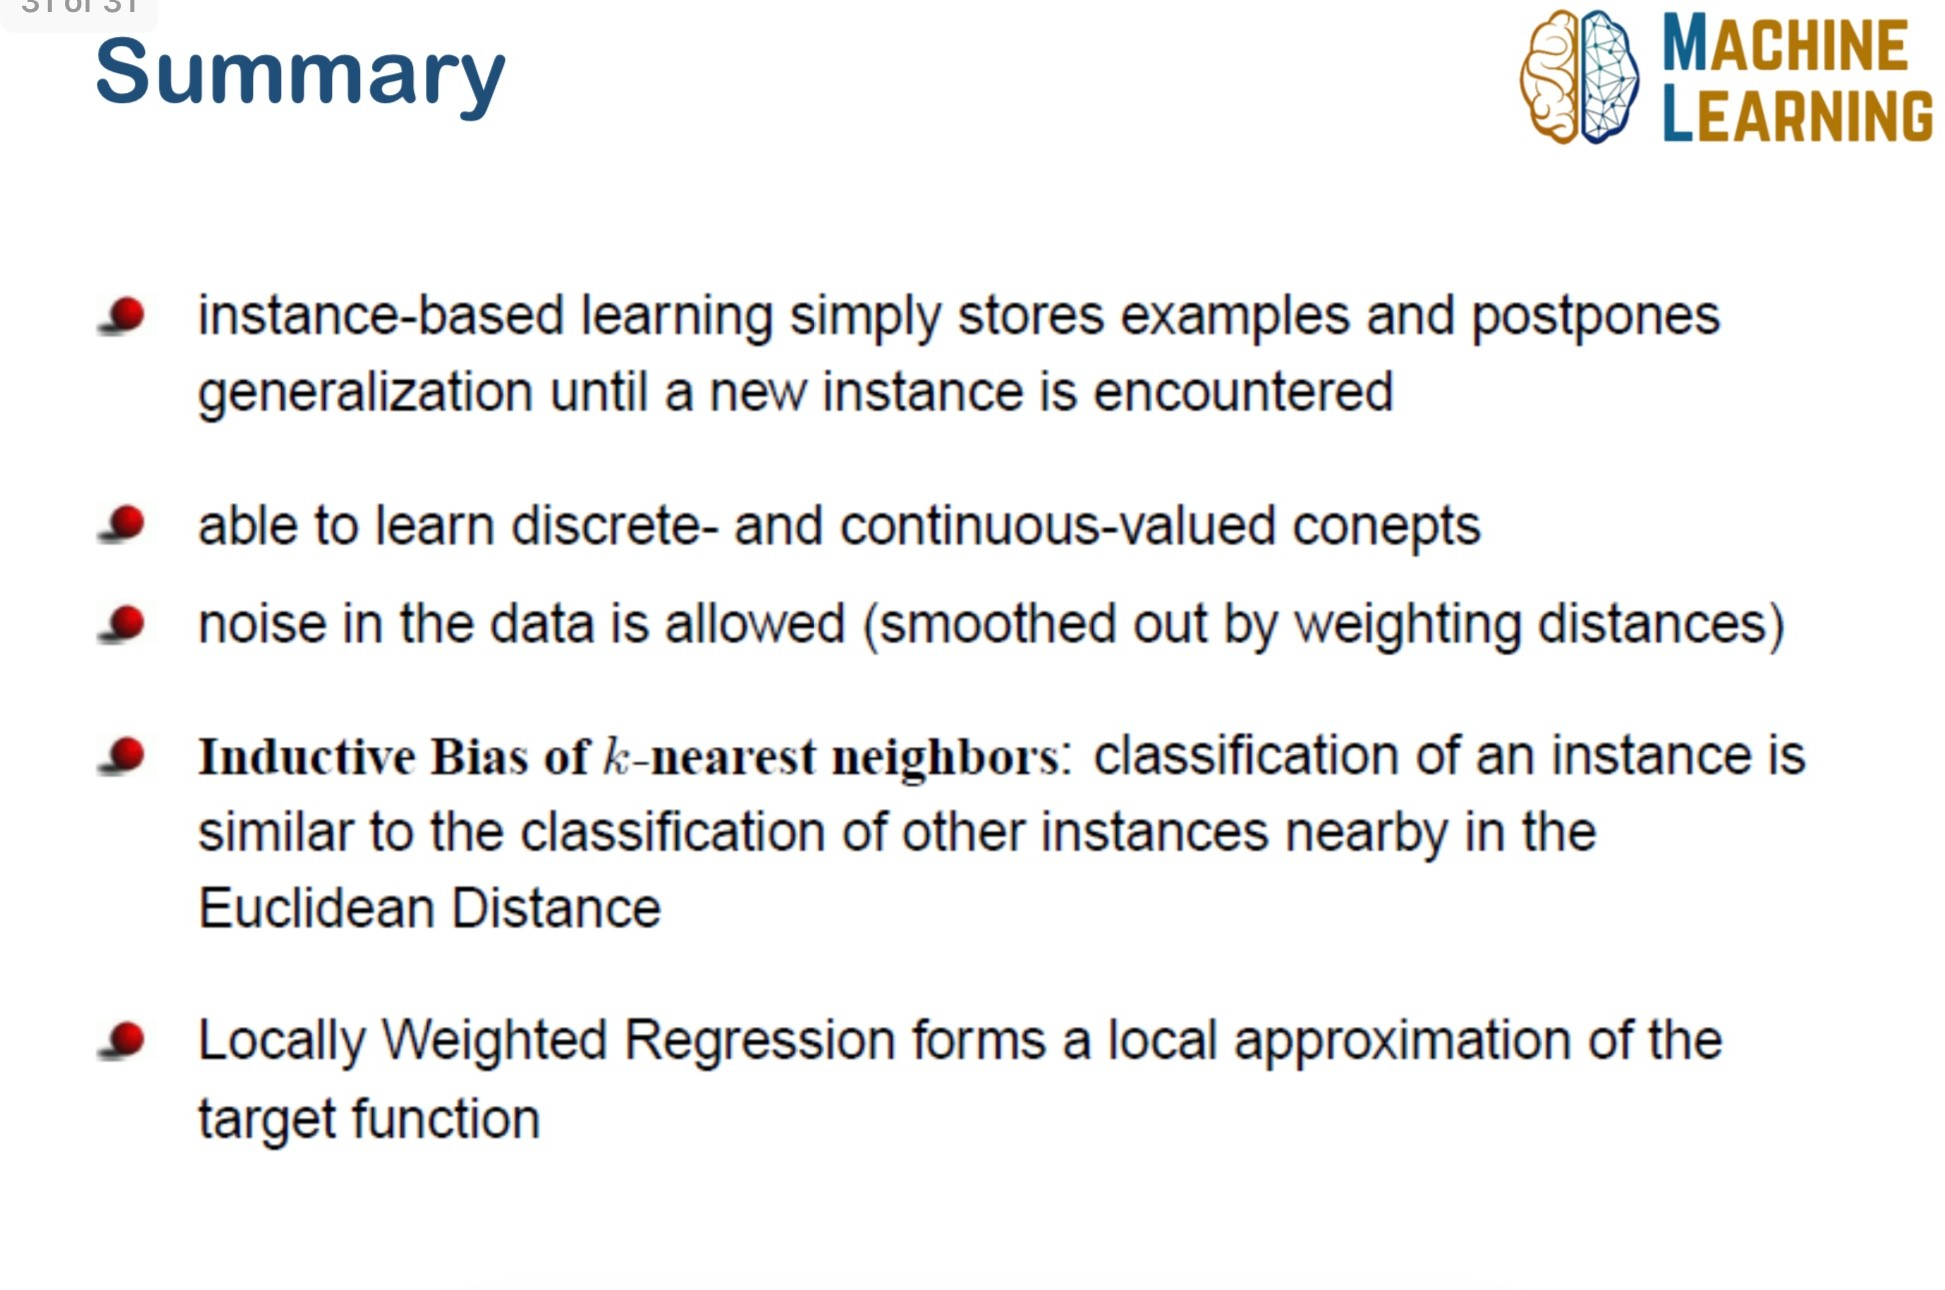 31 of 31
Summary
MACHINE
LEARNING
instance-based learning simply stores examples and postpones
generalization until a new instance is encountered
able to learn discrete- and continuous-valued conepts
noise in the data is allowed (smoothed out by weighting distances)
Inductive Bias of k-nearest neighbors: classification of an instance is
similar to the classification of other instances nearby in the
Euclidean Distance
Locally Weighted Regression forms a local approximation of the
target function